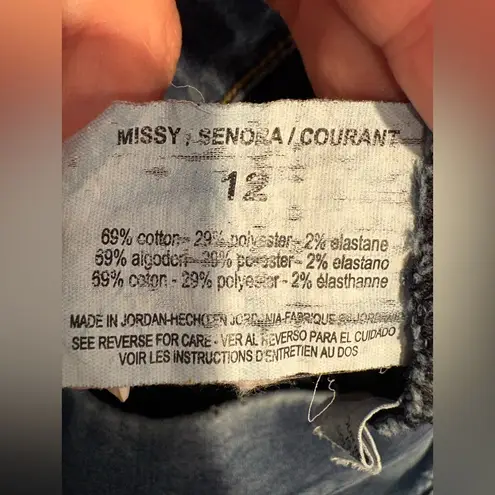 MISSY / SENORA / COURANT
12
69% cotton - 29% polyester - 2% elastane
69% algodon - 29% poliester - 2% elastano
69% coton - 29% polyester - 2% élasthanne
MADE IN JORDAN-HECHO EN JORDANIA-FABRIQUÉ EN JORDANIE
SEE REVERSE FOR CARE - VER AL REVERSO PARA EL CUIDADO
VOIR LES INSTRUCTIONS D'ENTRETIEN AU DOS